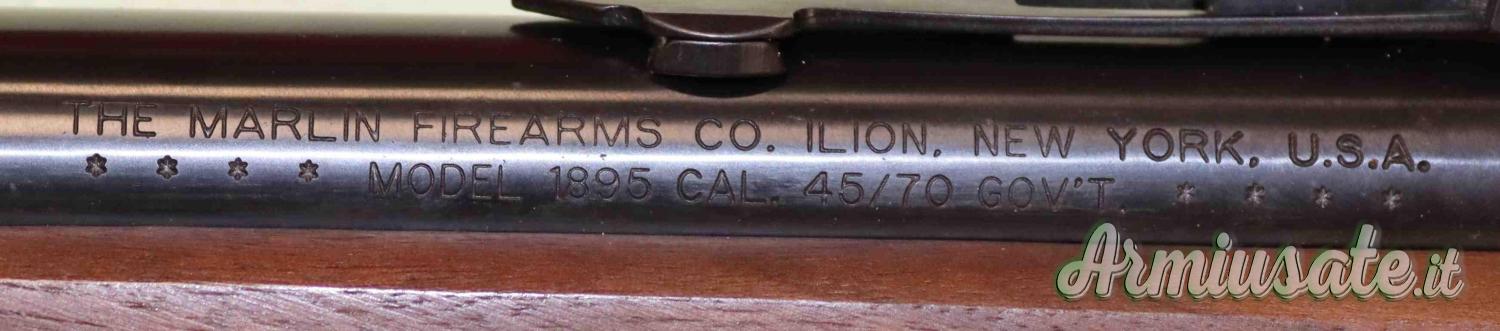 THE MARLIN FIREARMS CO. ILION, NEW YORK, U.S.A.
**** MODEL 1895 CAL. 45/70 GOV'T. ****
Armiusate.it